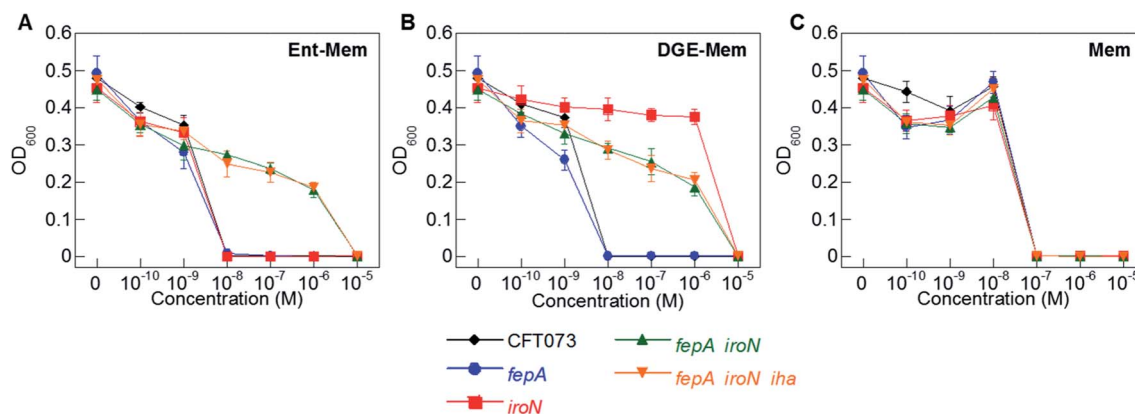 A
Ent-Mem
OD600
0.6
0.5
0.4
0.3
0.2
0.1
0
0 10-10 10-9 10-8 10-7 10-6 10-5
Concentration (M)
B
DGE-Mem
OD600
0.6
0.5
0.4
0.3
0.2
0.1
0
0 10-10 10-9 10-8 10-7 10-6 10-5
Concentration (M)
C
Mem
OD600
0.6
0.5
0.4
0.3
0.2
0.1
0
0 10-10 10-9 10-8 10-7 10-6 10-5
Concentration (M)
CFT073
fepA
iroN
fepA iroN
fepA iroN iha